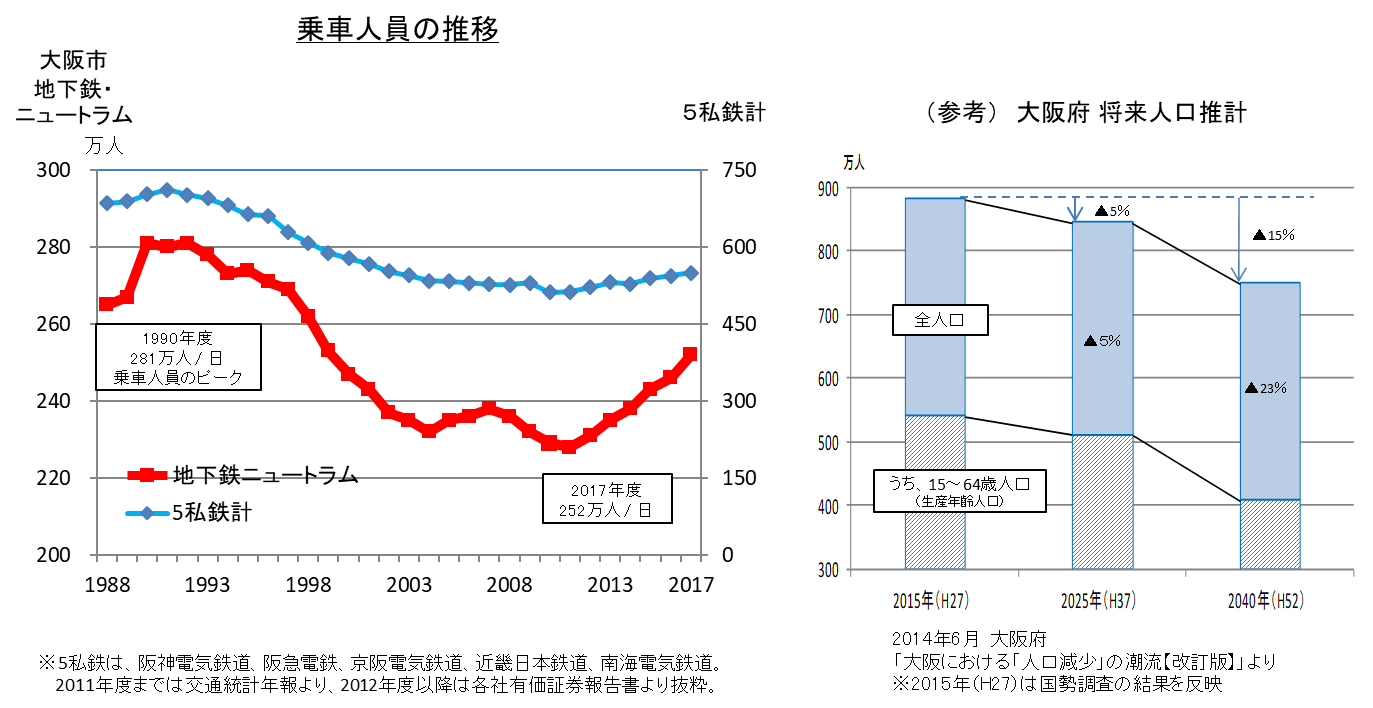 乗車人員の推移
大阪市
地下鉄・
ニュートラム
万人
5私鉄計
300
280
260
240
220
200
750
600
450
300
150
0
1990年度
281万人/日
乗車人員のピーク
地下鉄ニュートラム
5私鉄計
2017年度
252万人/日
1988
1993
1998
2003
2008
2013
2017
※5私鉄は、阪神電気鉄道、阪急電鉄、京阪電気鉄道、近畿日本鉄道、南海電気鉄道。
2011年度までは交通統計年報より、2012年度以降は各社有価証券報告書より抜粋。
（参考） 大阪府 将来人口推計
万人
900
800
700
600
500
400
300
▲5%
▲15%
全人口
▲5%
▲23%
うち、15～64歳人口
（生産年齢人口）
2015年（H27）
2025年（H37）
2040年（H52）
2014年6月 大阪府
「大阪における「人口減少」の潮流【改訂版】」より
※2015年（H27）は国勢調査の結果を反映